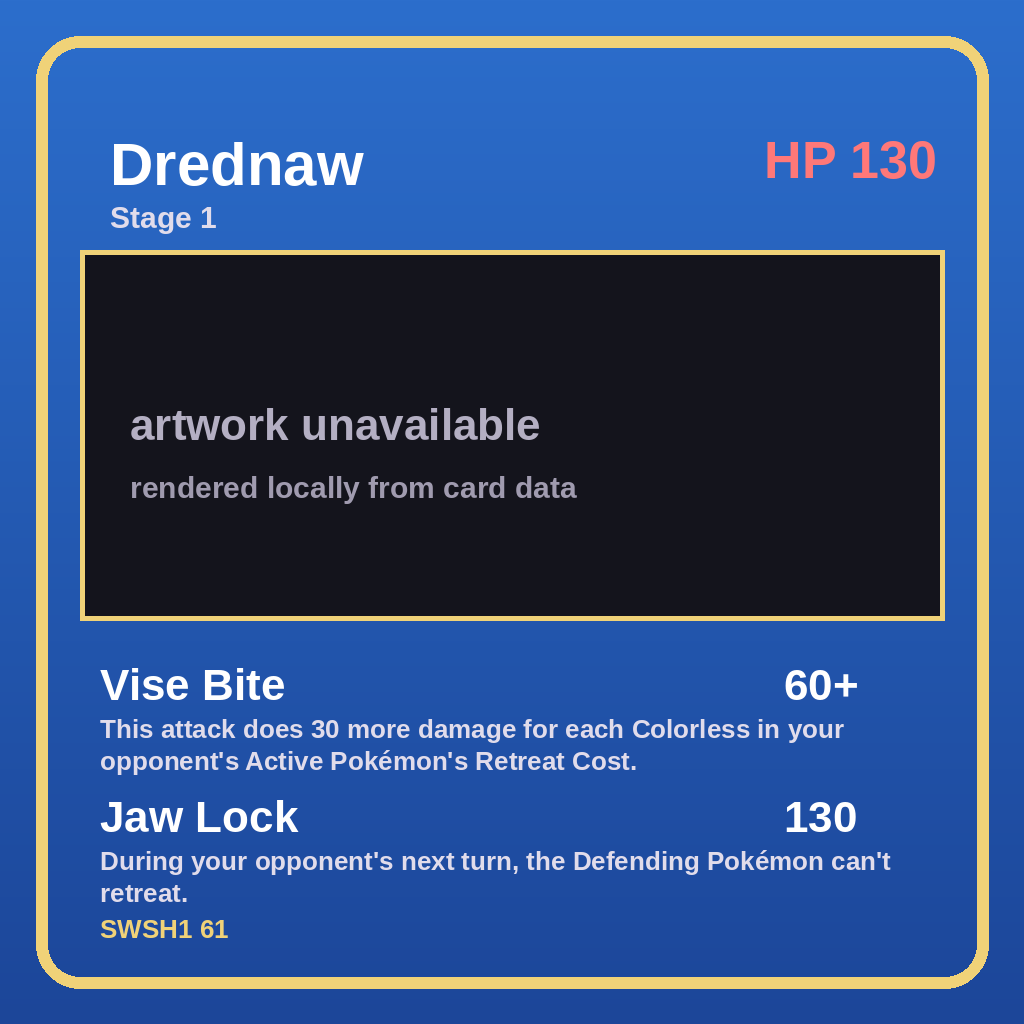 Drednaw
HP 130
Stage 1
artwork unavailable
rendered locally from card data
Vise Bite
60+
This attack does 30 more damage for each Colorless in your
opponent's Active Pokémon's Retreat Cost.
Jaw Lock
130
During your opponent's next turn, the Defending Pokémon can't
retreat.
SWSH1 61